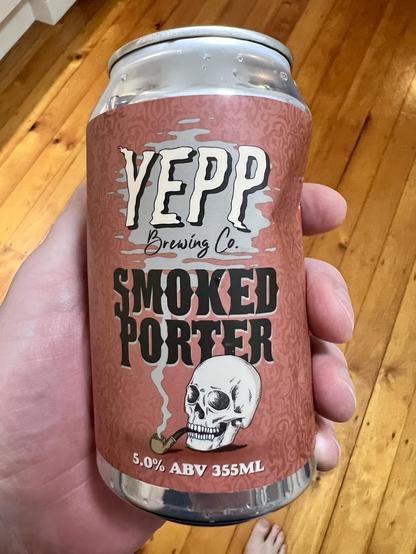 YEPP
Brewing Co.
SMOKED
PORTER
5.0% ABV 355ML